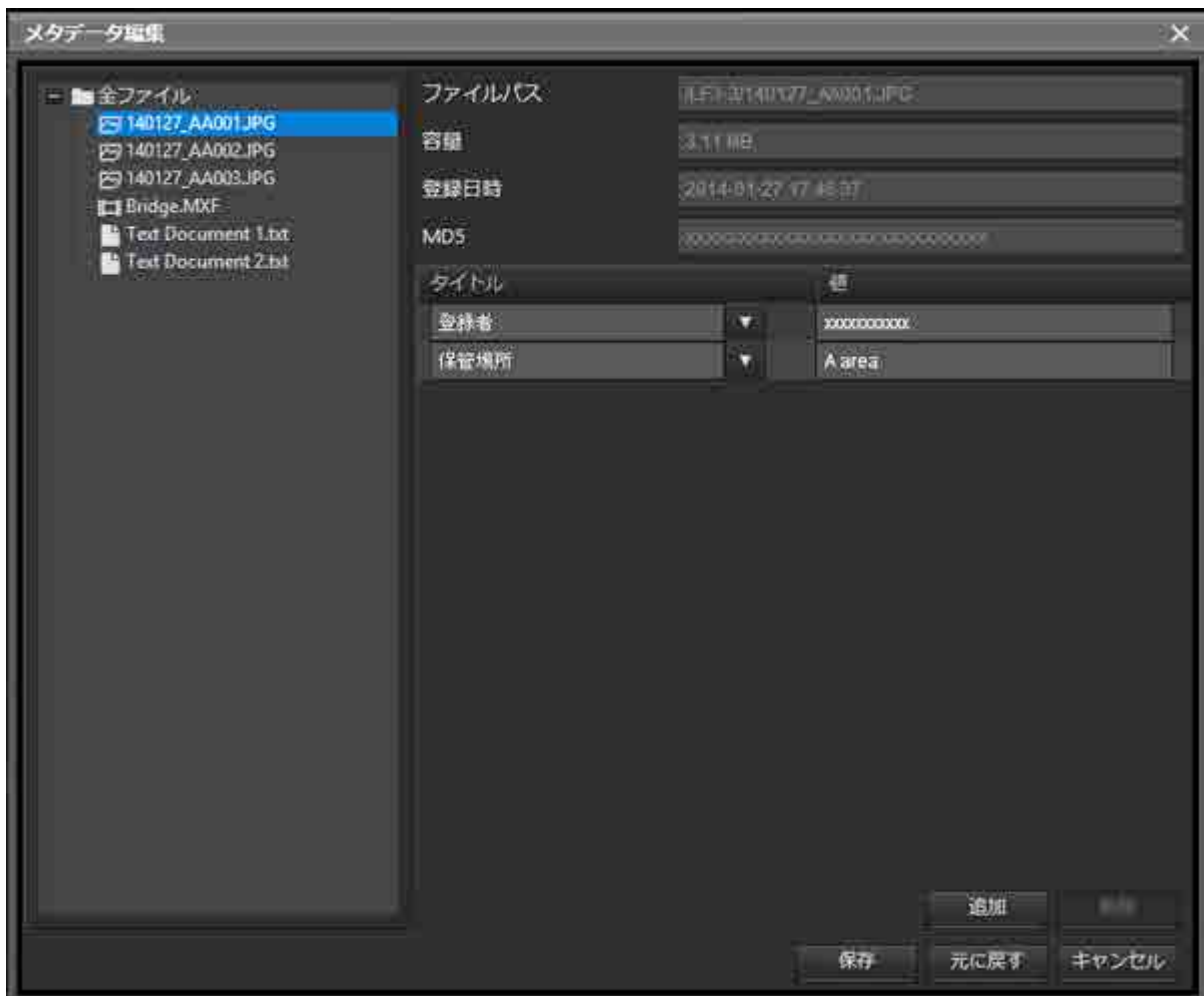 メタデータ編集
全ファイル
140127_AA001.JPG
140127_AA002.JPG
140127_AA003.JPG
Bridge.MXF
Text Document 1.txt
Text Document 2.txt
ファイルパス
容量 3.11 MB
登録日時 2014-01-27
MD5
タイトル 値
登録者 xxxxxxxxxxx
保管場所 A area
追加
保存 元に戻す キャンセル